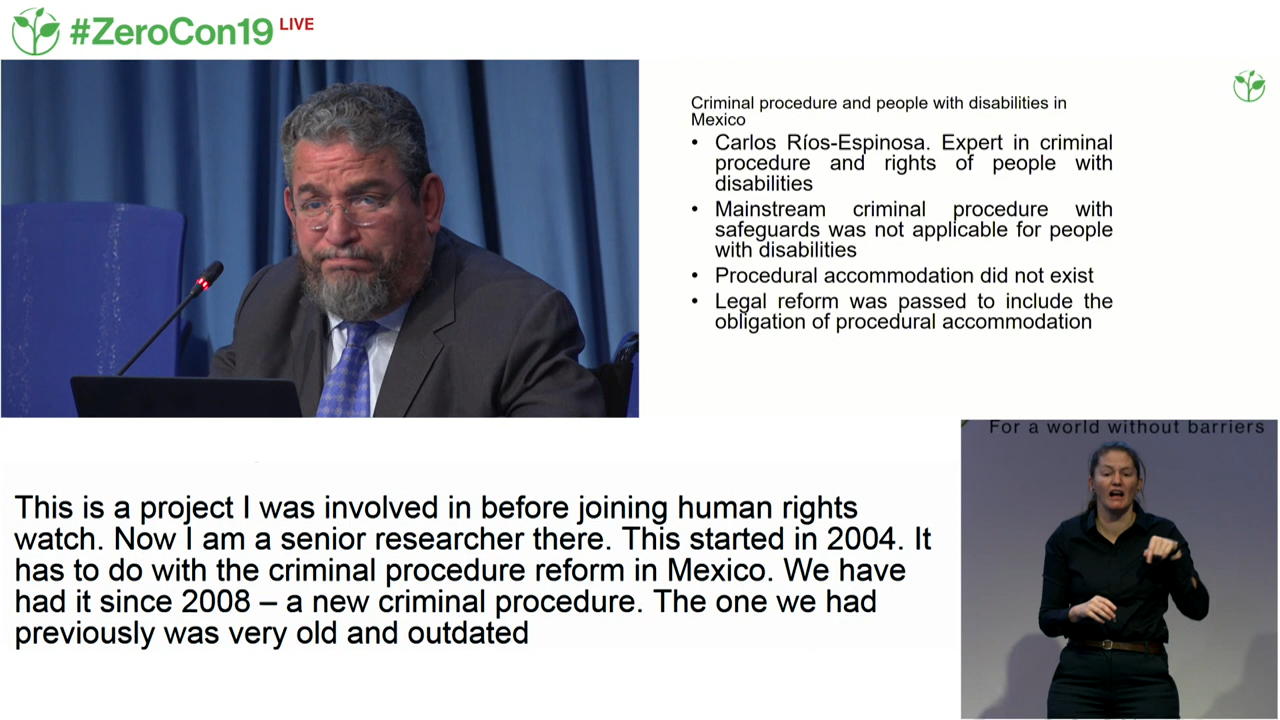 #ZeroCon19 LIVE
Criminal procedure and people with disabilities in
Mexico
• Carlos Ríos-Espinosa. Expert in criminal
procedure and rights of people with
disabilities
• Mainstream criminal procedure with
safeguards was not applicable for people
with disabilities
• Procedural accommodation did not exist
• Legal reform was passed to include the
obligation of procedural accommodation
For a world without barriers
This is a project I was involved in before joining human rights
watch. Now I am a senior researcher there. This started in 2004. It
has to do with the criminal procedure reform in Mexico. We have
had it since 2008 – a new criminal procedure. The one we had
previously was very old and outdated